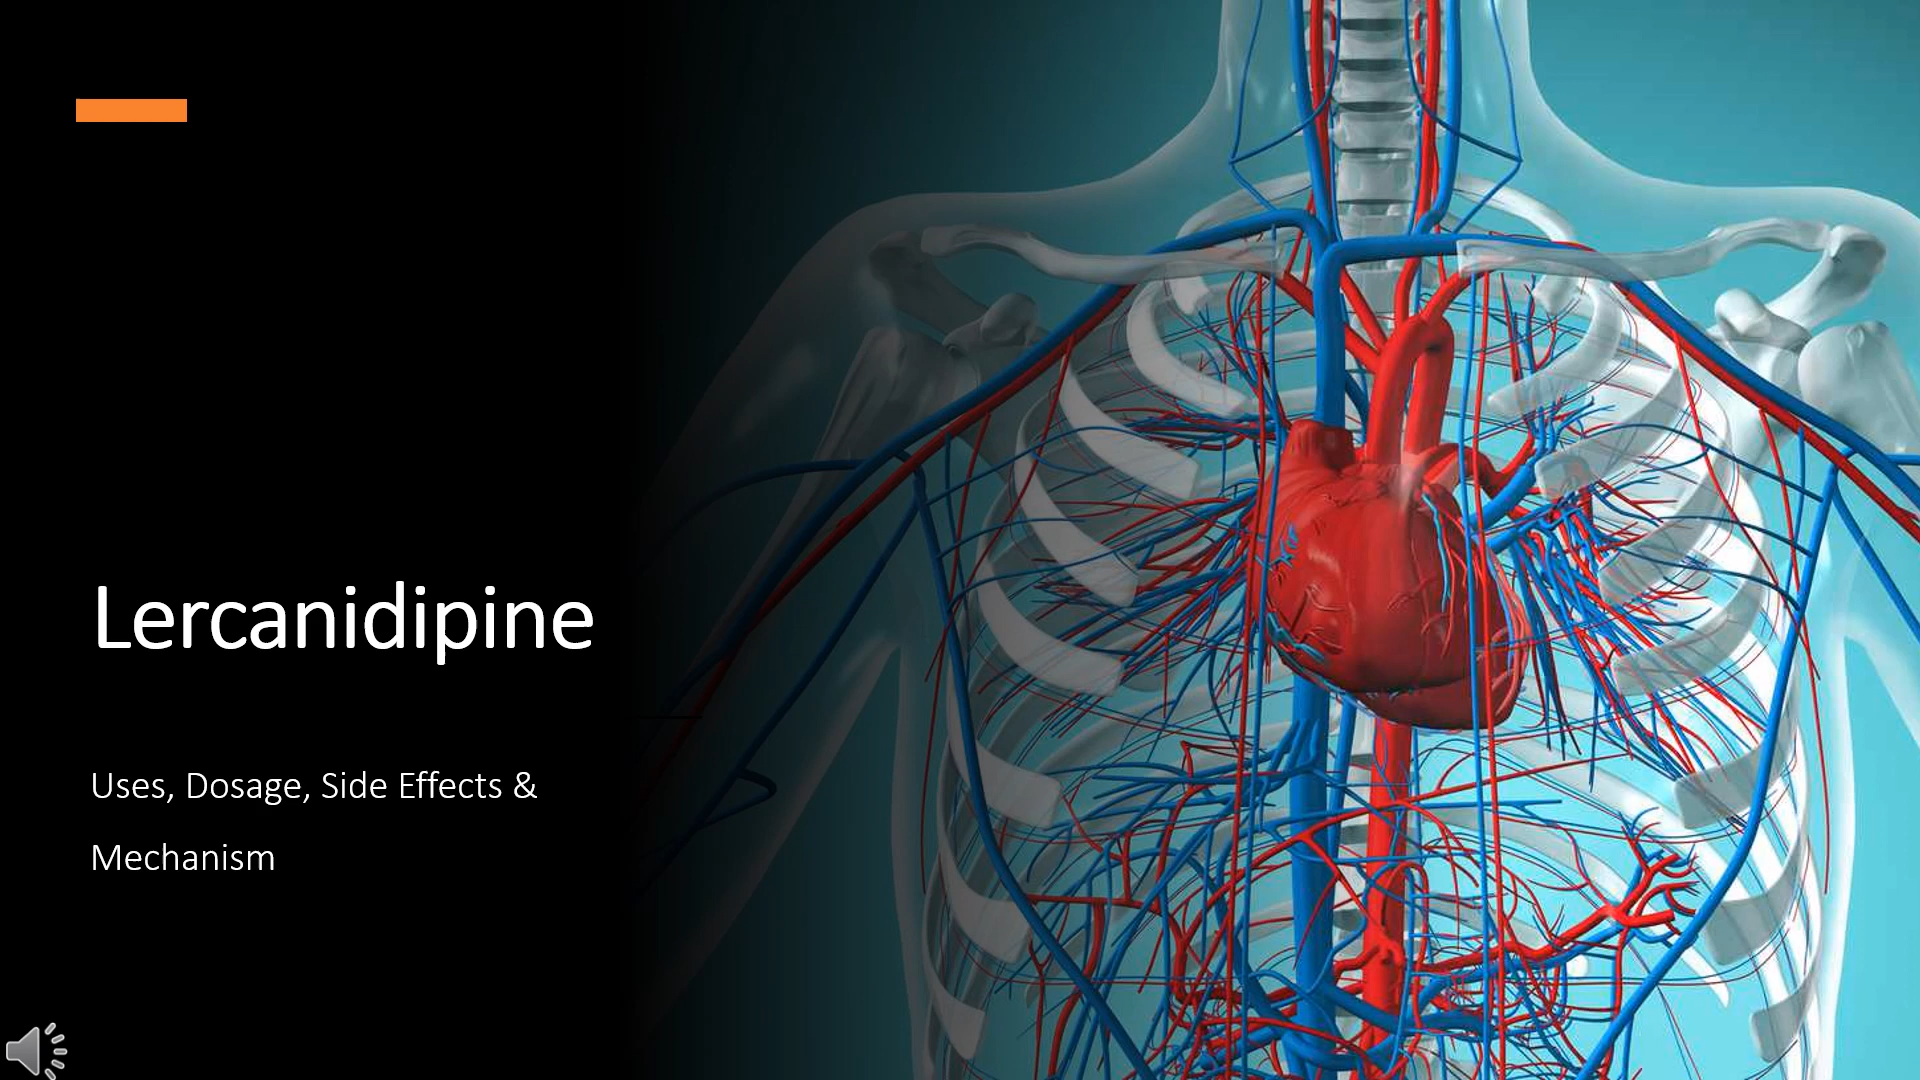 Lercanidipine
Uses, Dosage, Side Effects &
Mechanism